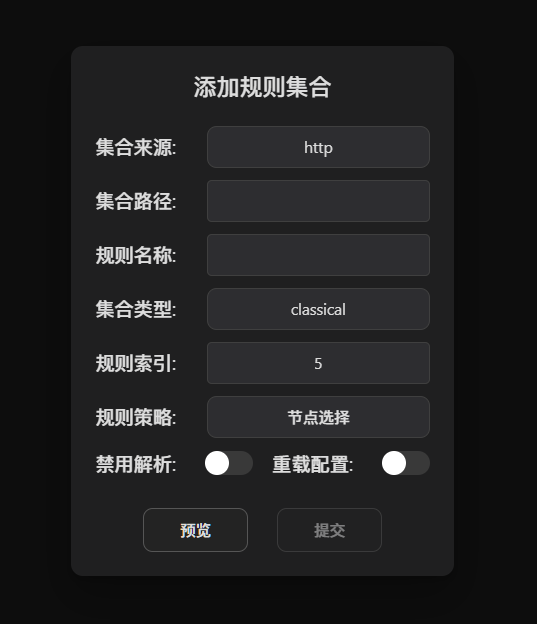 添加规则集合
集合来源: http
集合路径:
规则名称:
集合类型: classical
规则索引: 5
规则策略: 节点选择
禁用解析: 重载配置:
预览 提交